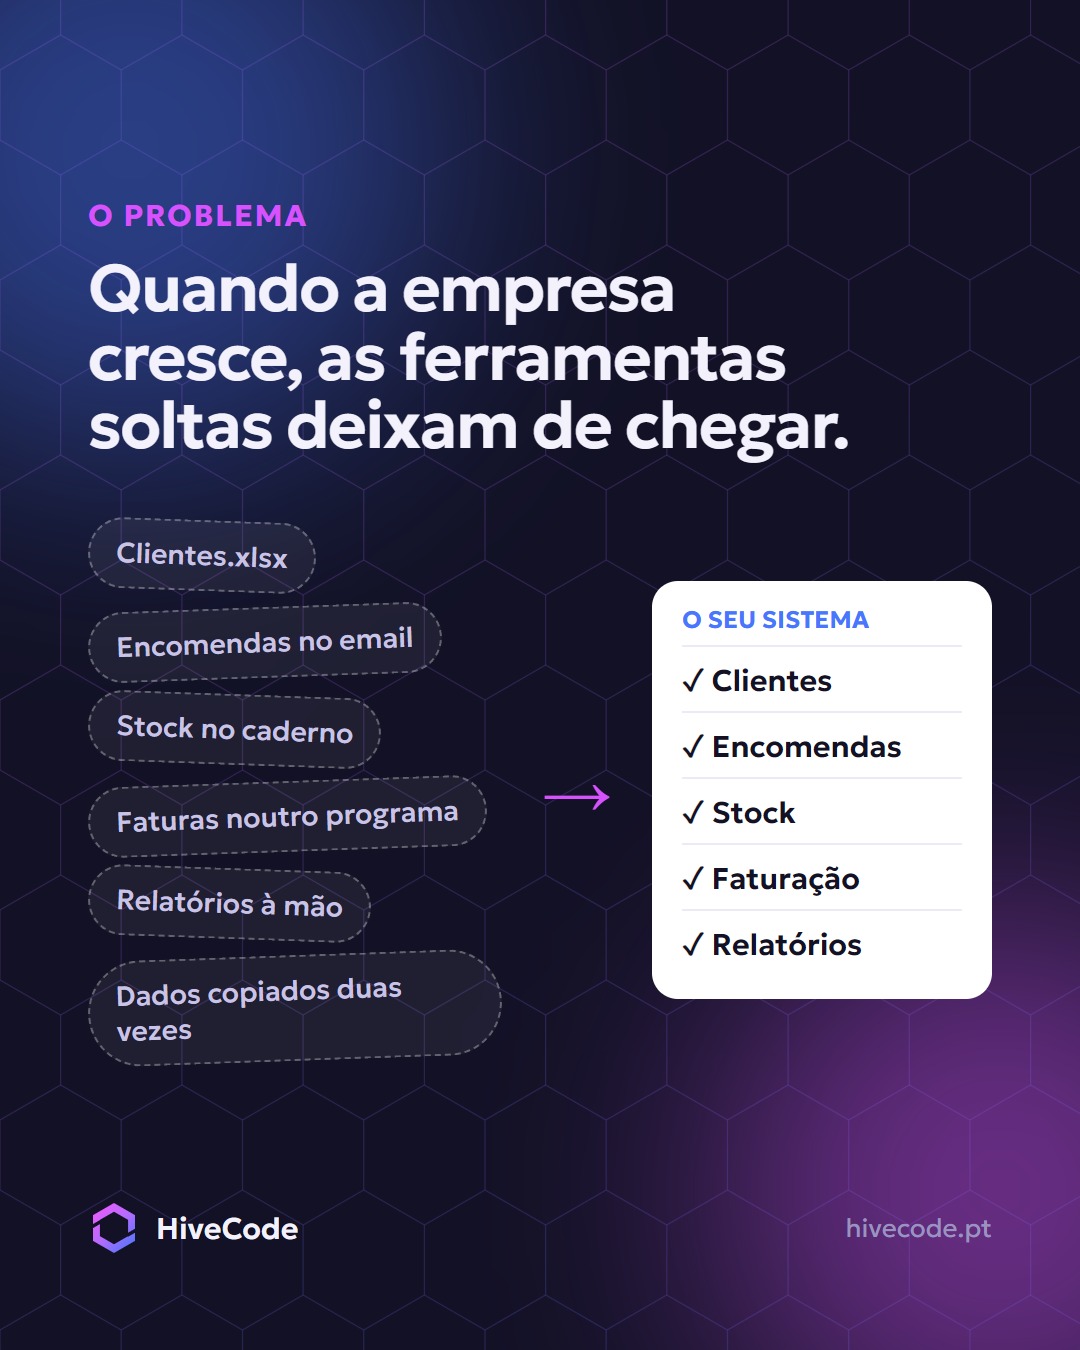 O PROBLEMA
Quando a empresa
cresce, as ferramentas
soltas deixam de chegar.
Clientes.xlsx
Encomendas no email
Stock no caderno
Faturas noutro programa
Relatórios à mão
Dados copiados duas
vezes
→
O SEU SISTEMA
✓ Clientes
✓ Encomendas
✓ Stock
✓ Faturação
✓ Relatórios
HiveCode
hivecode.pt